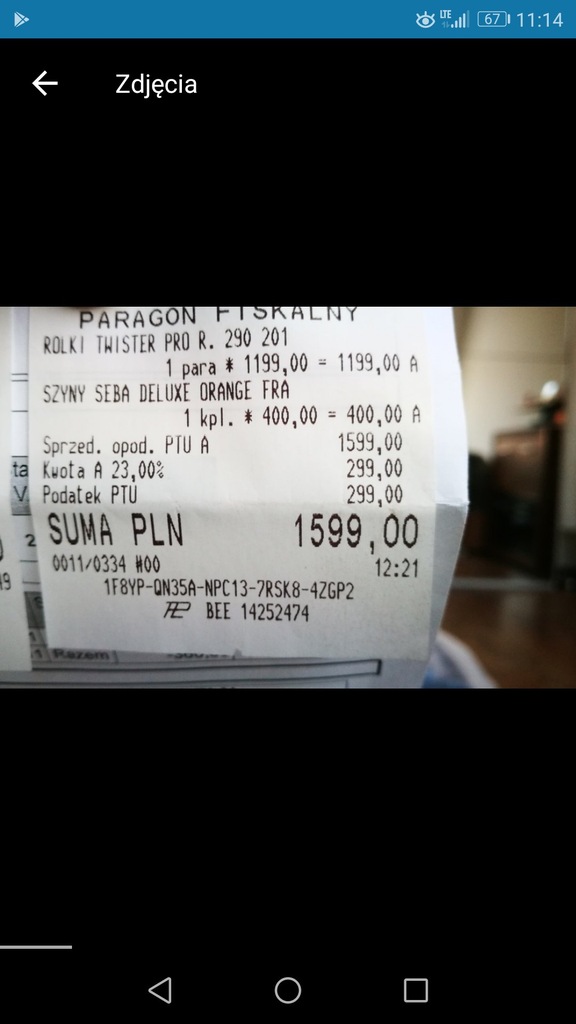 LTE 67 11:14
Zdjęcia
PARAGON FISKALNY
ROLKI TWISTER PRO R. 290 201
1 para * 1199,00 = 1199,00 A
SZYNY SEBA DELUXE ORANGE FRA
1 kpl. * 400,00 = 400,00 A
Sprzed. opod. PTU A 1599,00
Kwota A 23,00% 299,00
Podatek PTU 299,00
SUMA PLN 1599,00
0011/0334 #00 12:21
1F8YP-QN35A-NPC13-7RSK8-4ZGP2
BEE 14252474
Razem